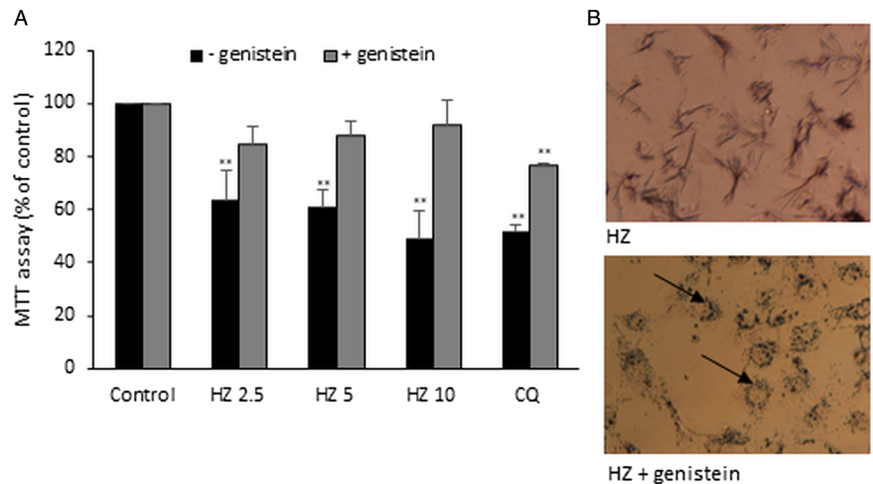 A
B
120
- genistein
+ genistein
100
80
60
40
20
0
MTT assay (% of control)
**
**
**
**
**
Control
HZ 2.5
HZ 5
HZ 10
CQ
HZ
HZ + genistein